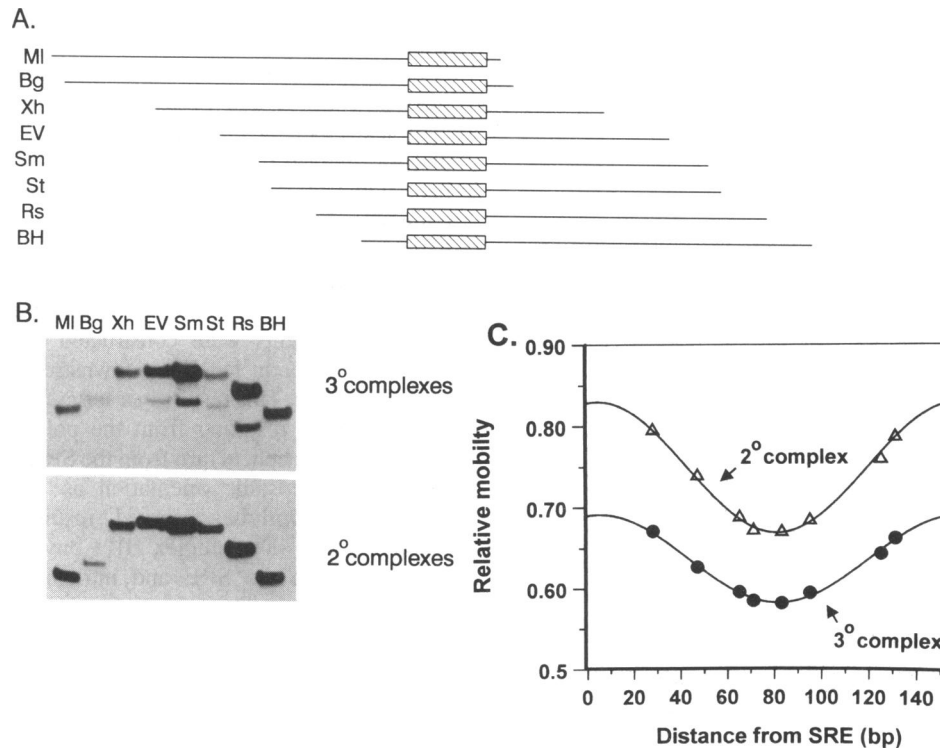 A.
Ml
Bg
Xh
EV
Sm
St
Rs
BH
B.
Ml Bg Xh EV Sm St Rs BH
3° complexes
2° complexes
C.
0.90
0.80
0.70
0.60
0.5
Relative mobilty
2° complex
3° complex
0 20 40 60 80 100 120 140
Distance from SRE (bp)